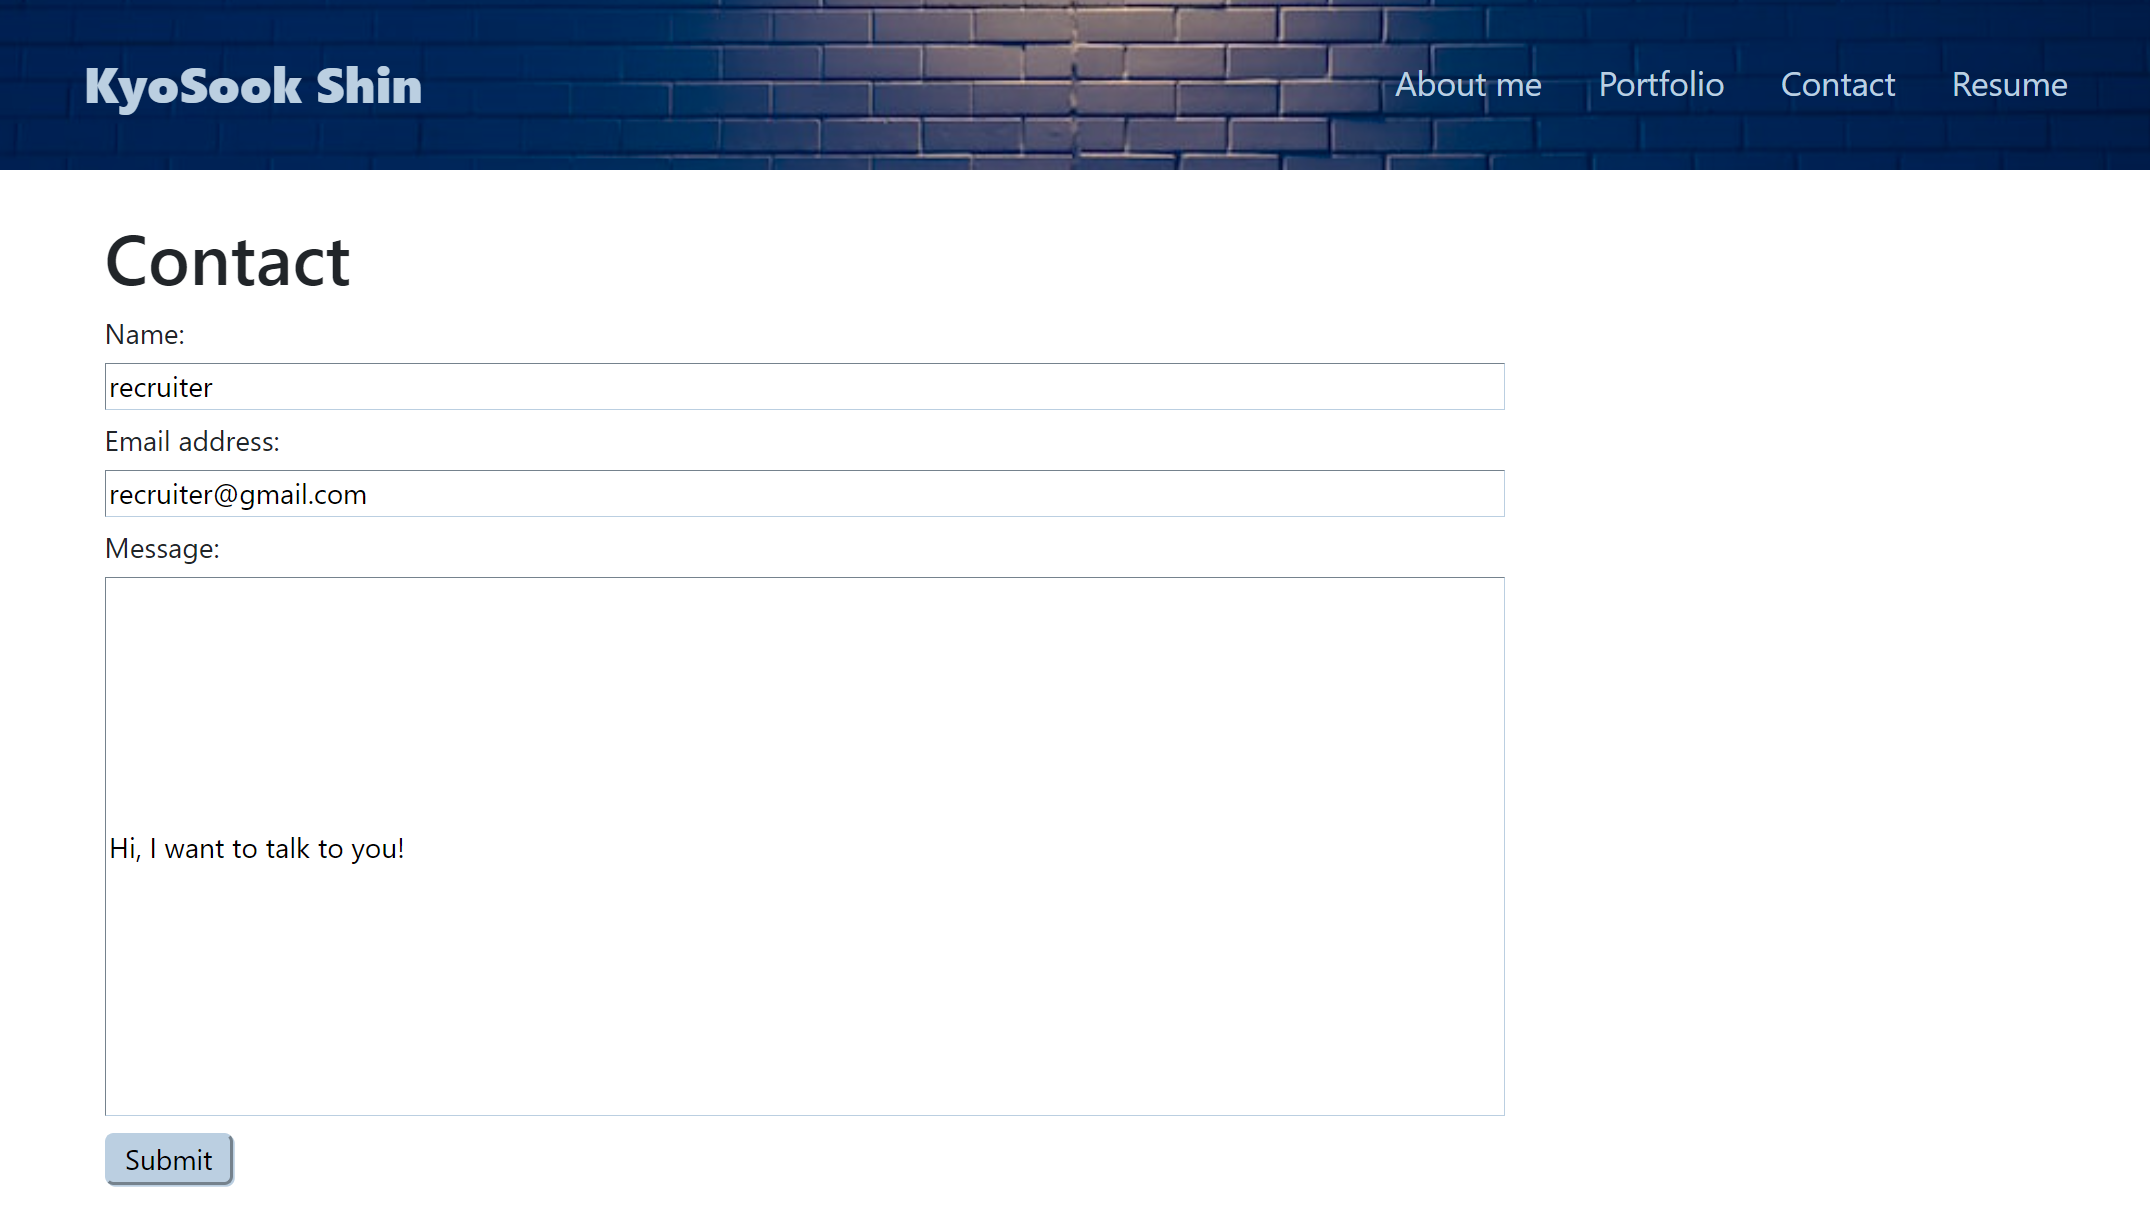 KyoSook Shin
About me Portfolio Contact Resume
Contact
Name:
recruiter
Email address:
recruiter@gmail.com
Message:
Hi, I want to talk to you!
Submit